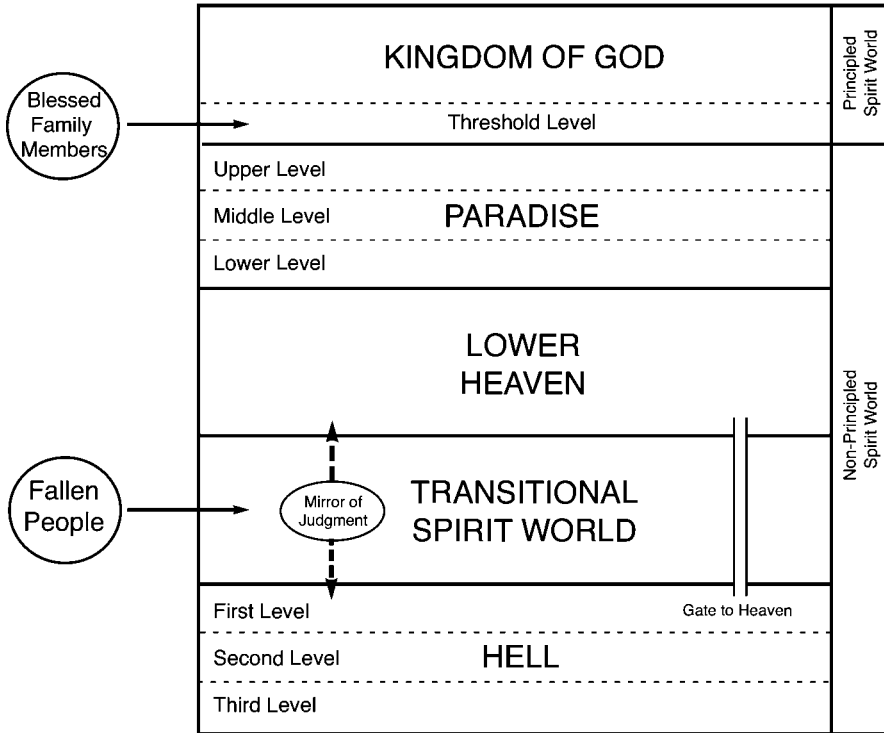 KINGDOM OF GOD
Principled
Spirit World
Blessed
Family
Members
Threshold Level
Upper Level
Middle Level
PARADISE
Lower Level
LOWER
HEAVEN
Non-Principled
Spirit World
Fallen
People
Mirror of
Judgment
TRANSITIONAL
SPIRIT WORLD
First Level
Gate to Heaven
Second Level
HELL
Third Level